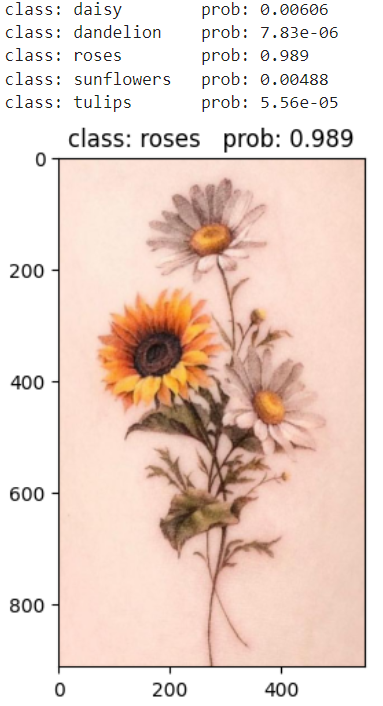 class: daisy prob: 0.00606
class: dandelion prob: 7.83e-06
class: roses prob: 0.989
class: sunflowers prob: 0.00488
class: tulips prob: 5.56e-05
class: roses prob: 0.989
0
200
400
600
800
0 200 400